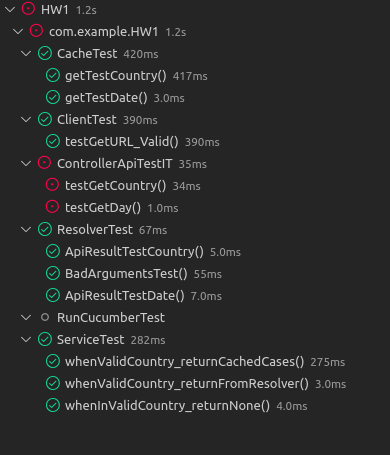 HW1 1.2s
com.example.HW1 1.2s
CacheTest 420ms
getTestCountry() 417ms
getTestDate() 3.0ms
ClientTest 390ms
testGetURL_Valid() 390ms
ControllerApiTestIT 35ms
testGetCountry() 34ms
testGetDay() 1.0ms
ResolverTest 67ms
ApiResultTestCountry() 5.0ms
BadArgumentsTest() 55ms
ApiResultTestDate() 7.0ms
RunCucumberTest
ServiceTest 282ms
whenValidCountry_returnCachedCases() 275ms
whenValidCountry_returnFromResolver() 3.0ms
whenInValidCountry_returnNone() 4.0ms